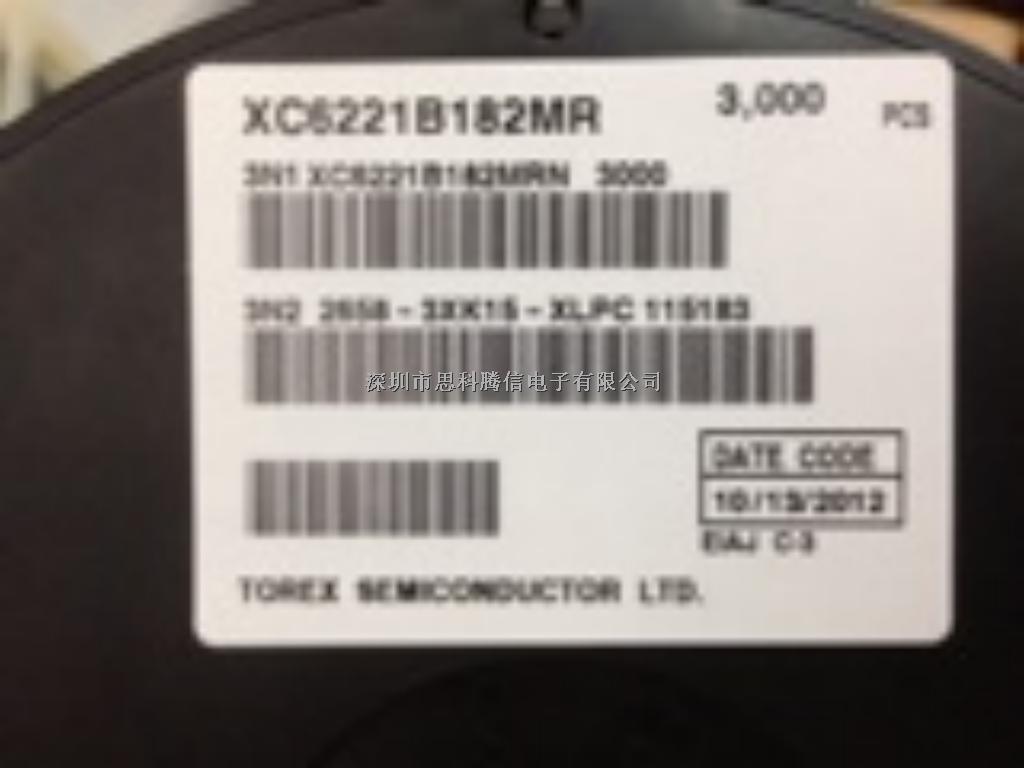 XC6221B182MR 3,000 PCS
3N1 XC6221B182MRN 3000
3N2 2658 - 3XK15 - XLPC 115183
深圳市思科腾信电子有限公司
DATE CODE
10/13/2012
EIAJ C-3
TOREX SEMICONDUCTOR LTD.